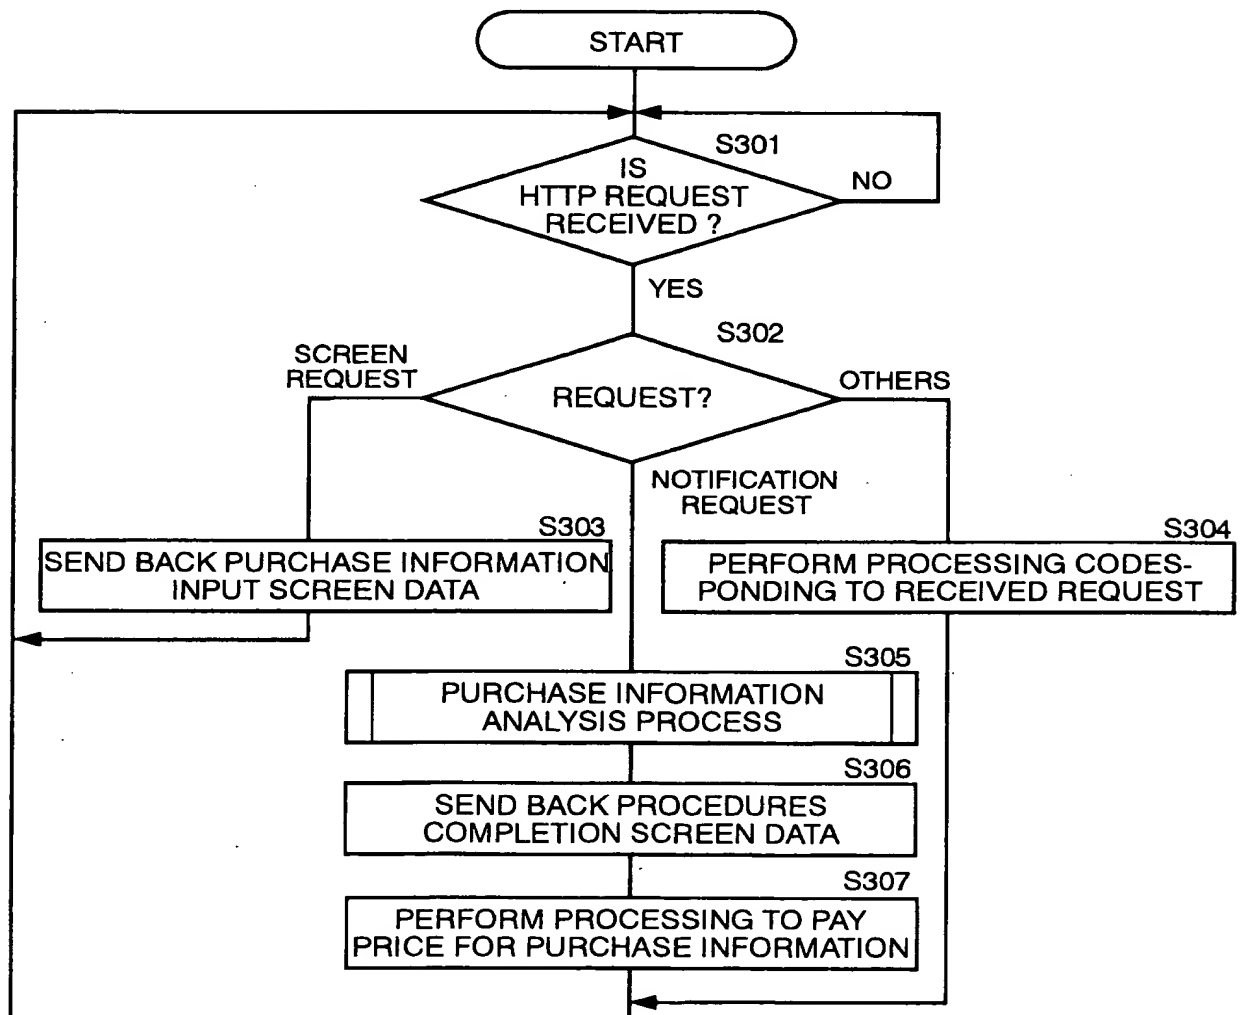 START
S301
IS
HTTP REQUEST
RECEIVED ?
NO
YES
S302
SCREEN
REQUEST
REQUEST?
OTHERS
NOTIFICATION
REQUEST
S303
SEND BACK PURCHASE INFORMATION
INPUT SCREEN DATA
S304
PERFORM PROCESSING CODES-
PONDING TO RECEIVED REQUEST
S305
PURCHASE INFORMATION
ANALYSIS PROCESS
S306
SEND BACK PROCEDURES
COMPLETION SCREEN DATA
S307
PERFORM PROCESSING TO PAY
PRICE FOR PURCHASE INFORMATION